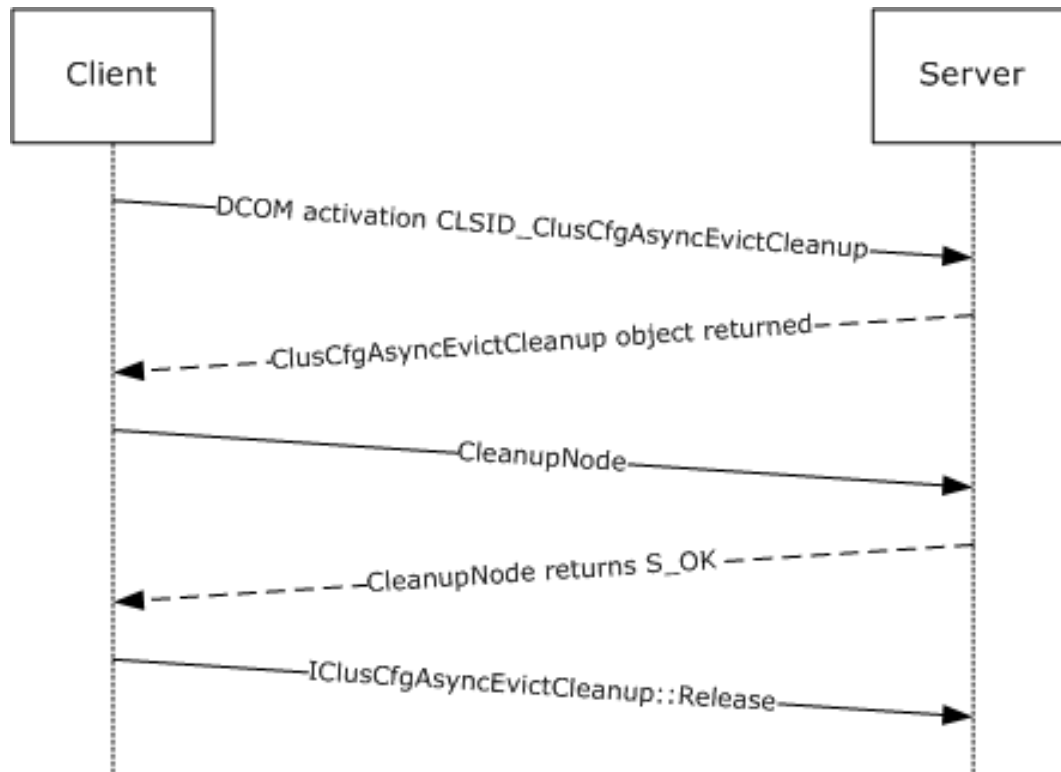 Client
Server
DCOM activation CLSID_ClusCfgAsyncEvictCleanup
ClusCfgAsyncEvictCleanup object returned
CleanupNode
CleanupNode returns S_OK
IClusCfgAsyncEvictCleanup::Release